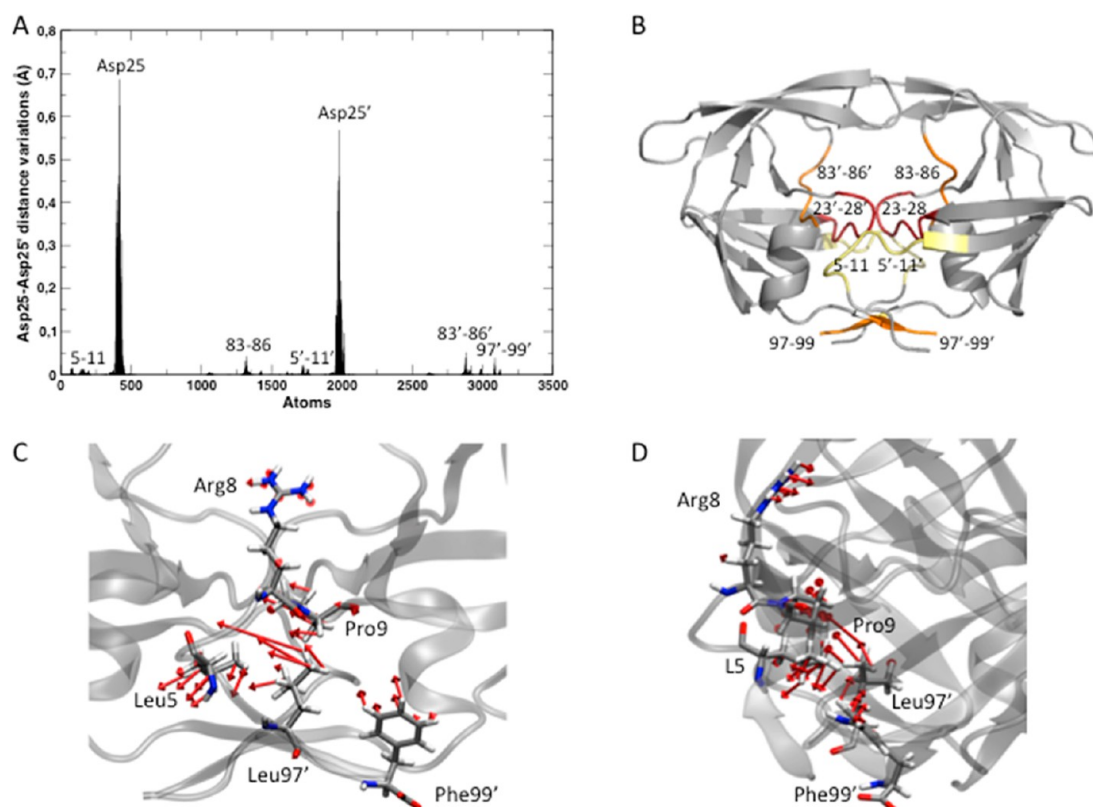 A
Asp25-Asp25' distance variations (Å)
0,8
0,7
0,6
0,5
0,4
0,3
0,2
0,1
0
Asp25
Asp25'
5-11
83-86
5'-11'
83'-86'
97'-99'
0 500 1000 1500 2000 2500 3000 3500
Atoms
B
83'-86' 83-86
23'-28' 23-28
5-11 5'-11'
97-99 97'-99'
C
Arg8
Pro9
Leu5
Leu97'
Phe99'
D
Arg8
Pro9
L5
Leu97'
Phe99'